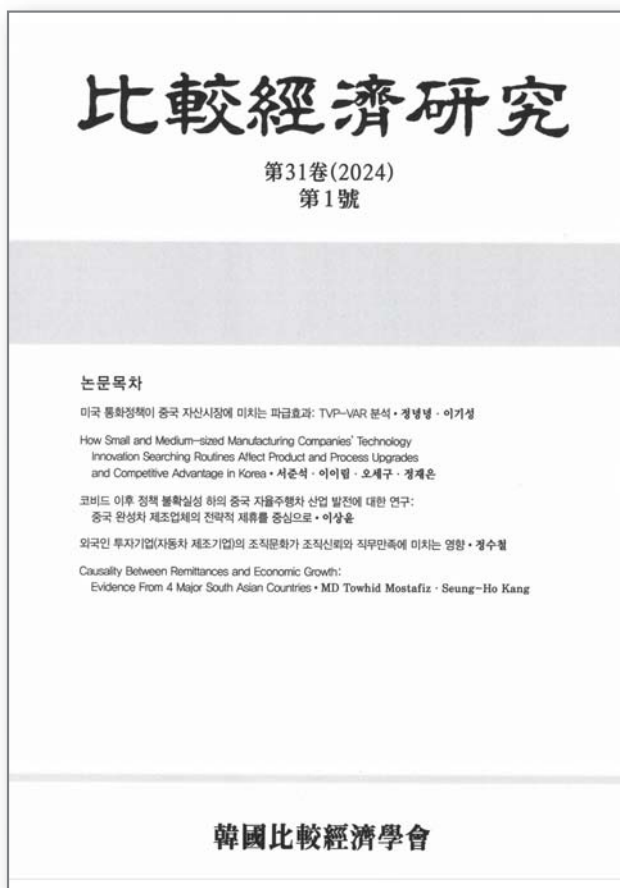 比較經濟研究
第31卷(2024)
第1號
논문목차
미국 통화정책이 중국 자산시장에 미치는 파급효과: TVP-VAR 분석 • 정녕녕 · 이기성
How Small and Medium-sized Manufacturing Companies' Technology
Innovation Searching Routines Affect Product and Process Upgrades
and Competitive Advantage in Korea • 서준석 · 이이림 · 오세구 · 정재은
코비드 이후 정책 불확실성 하의 중국 자율주행차 산업 발전에 대한 연구:
중국 완성차 제조업체의 전략적 제휴를 중심으로 • 이상윤
외국인 투자기업(자동차 제조기업)의 조직문화가 조직신뢰와 직무만족에 미치는 영향 • 정수철
Causality Between Remittances and Economic Growth:
Evidence From 4 Major South Asian Countries • MD Towhid Mostafiz · Seung-Ho Kang
韓國比較經濟學會